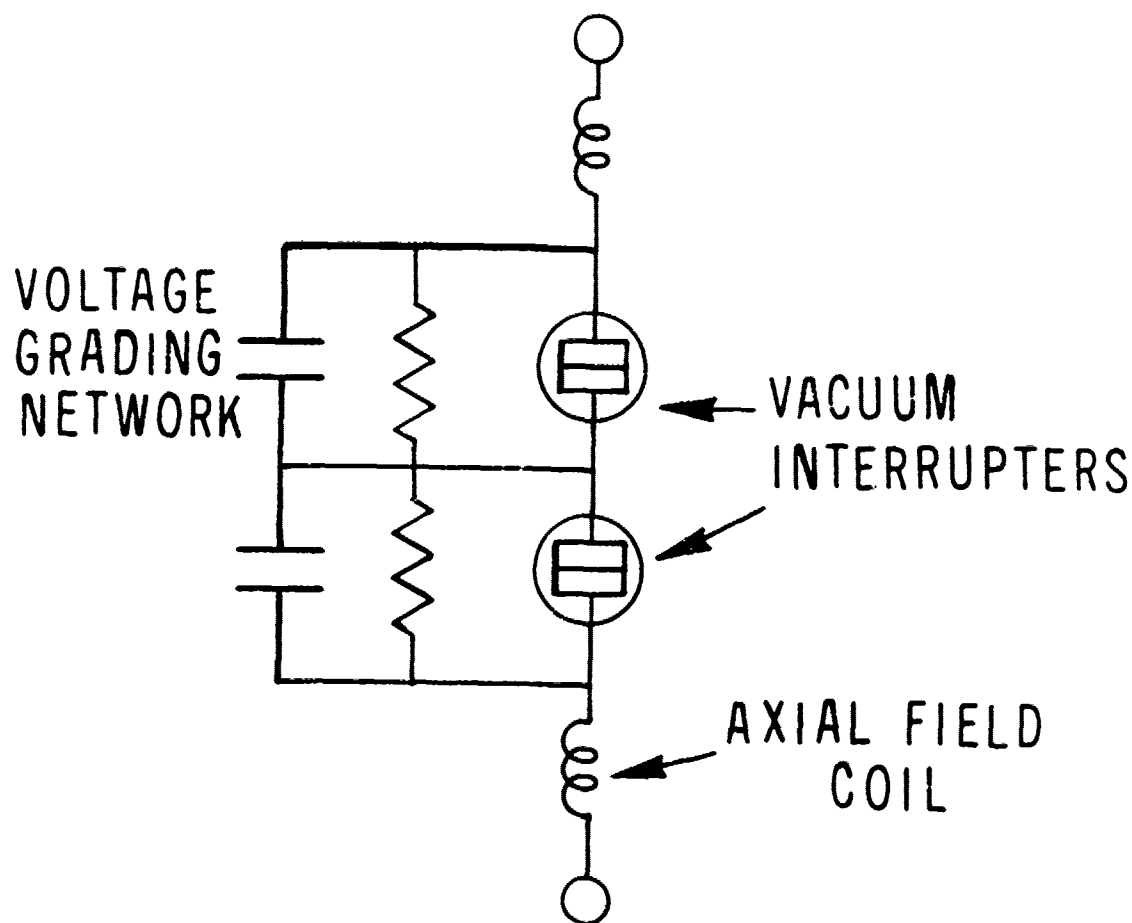 VOLTAGE
GRADING
NETWORK
VACUUM
INTERRUPTERS
AXIAL FIELD
COIL